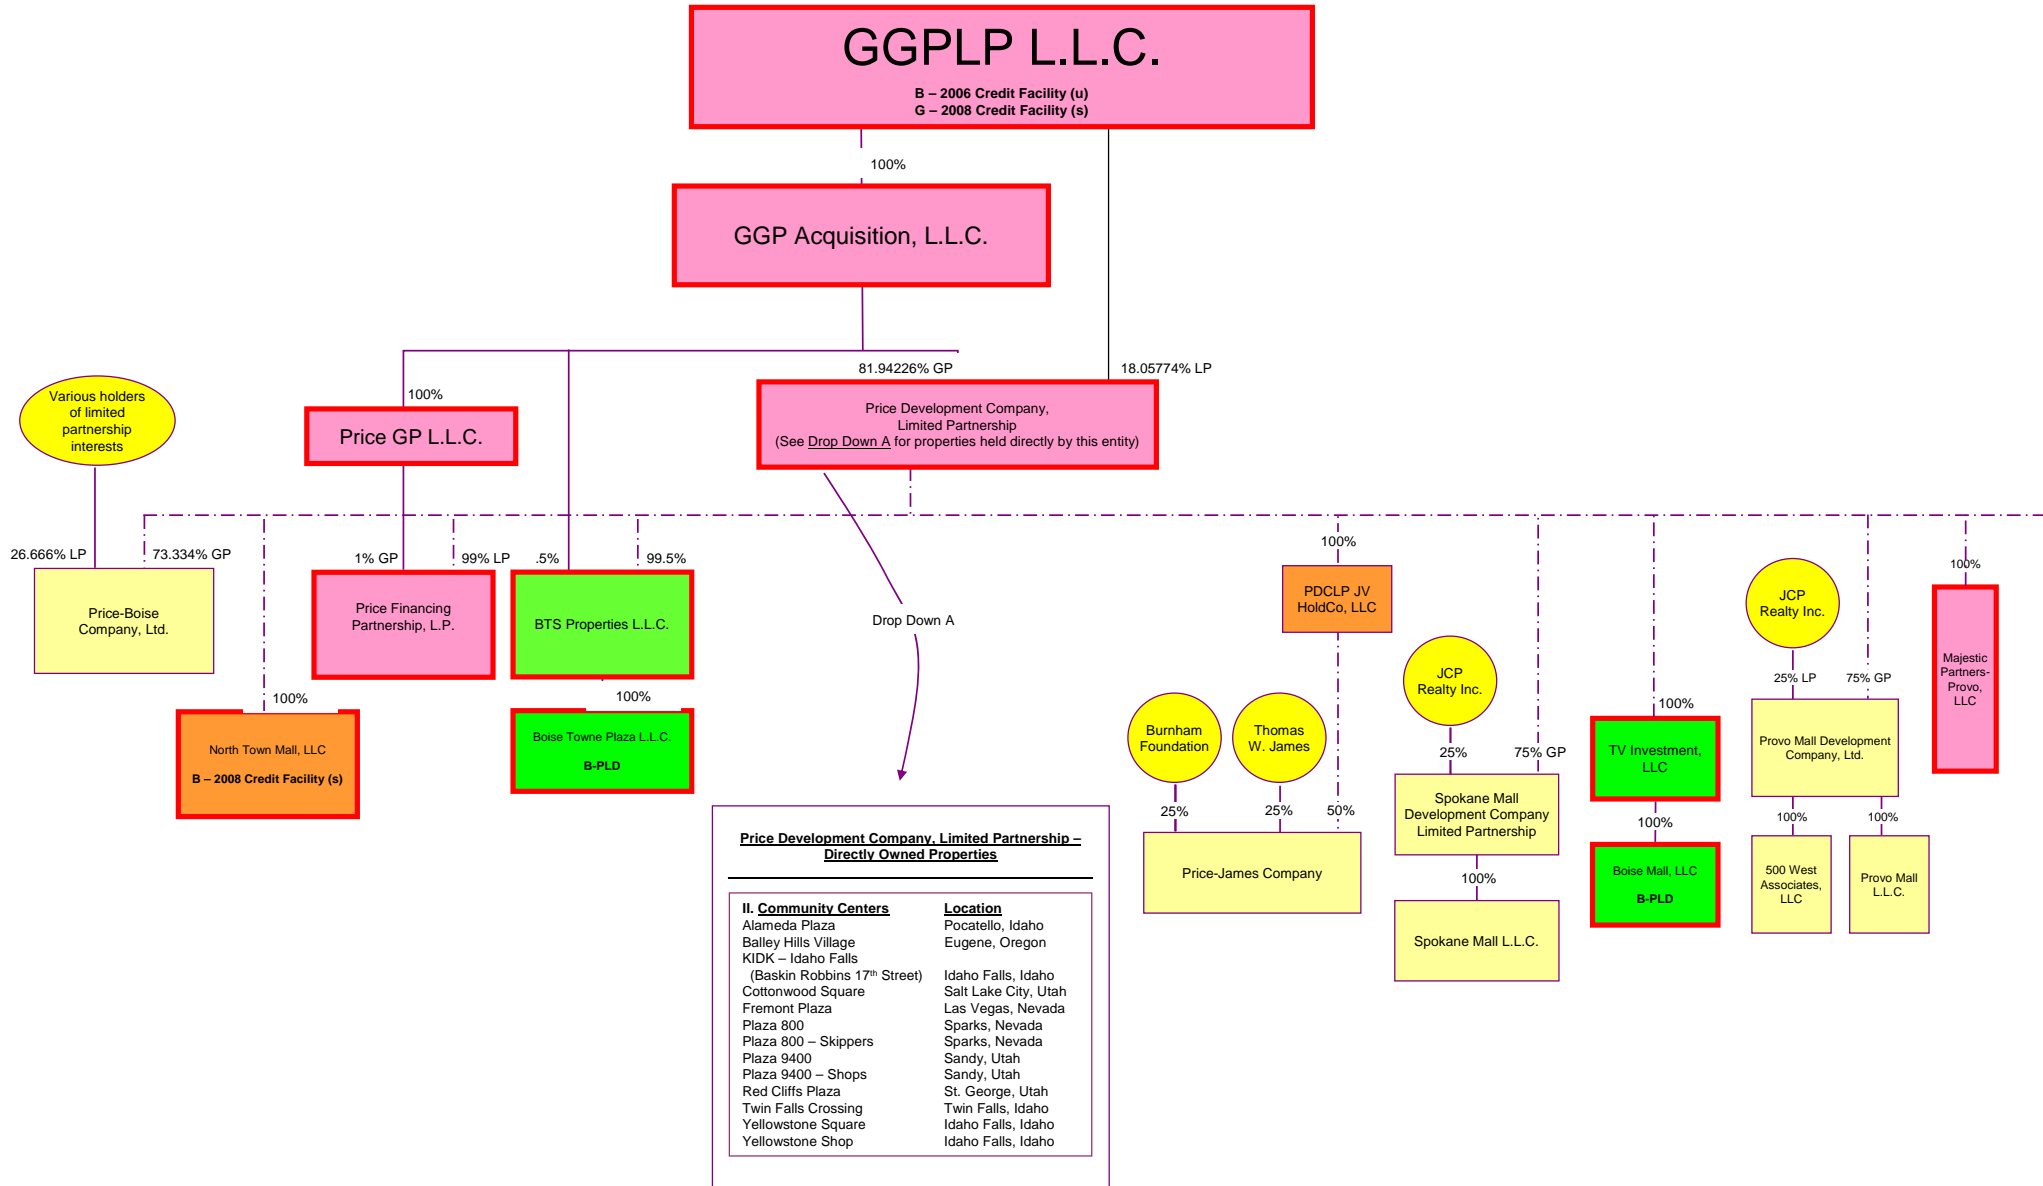 GGPLP L.L.C.
B – 2006 Credit Facility (u)
G – 2008 Credit Facility (s)
100%
GGP Acquisition, L.L.C.
81.94226% GP
18.05774% LP
Various holders
of limited
partnership
interests
100%
Price GP L.L.C.
Price Development Company,
Limited Partnership
(See Drop Down A for properties held directly by this entity)
26.666% LP
73.334% GP
1% GP
99% LP
.5%
99.5%
Price-Boise
Company, Ltd.
Price Financing
Partnership, L.P.
BTS Properties L.L.C.
100%
North Town Mall, LLC
B – 2008 Credit Facility (s)
100%
Boise Towne Plaza L.L.C.
B-PLD
Drop Down A
100%
PDCLP JV
HoldCo, LLC
Burnham
Foundation
Thomas
W. James
25%
25%
50%
Price-James Company
JCP
Realty Inc.
25%
75% GP
Spokane Mall
Development Company
Limited Partnership
100%
Spokane Mall L.L.C.
100%
TV Investment,
LLC
100%
Boise Mall, LLC
B-PLD
JCP
Realty Inc.
25% LP
75% GP
Provo Mall Development
Company, Ltd.
100%
100%
500 West
Associates,
LLC
Provo Mall
L.L.C.
100%
Majestic
Partners-
Provo,
LLC
Price Development Company, Limited Partnership –
Directly Owned Properties
II. Community Centers Location
Alameda Plaza Pocatello, Idaho
Balley Hills Village Eugene, Oregon
KIDK – Idaho Falls
(Baskin Robbins 17th Street) Idaho Falls, Idaho
Cottonwood Square Salt Lake City, Utah
Fremont Plaza Las Vegas, Nevada
Plaza 800 Sparks, Nevada
Plaza 800 – Skippers Sparks, Nevada
Plaza 9400 Sandy, Utah
Plaza 9400 – Shops Sandy, Utah
Red Cliffs Plaza St. George, Utah
Twin Falls Crossing Twin Falls, Idaho
Yellowstone Square Idaho Falls, Idaho
Yellowstone Shop Idaho Falls, Idaho